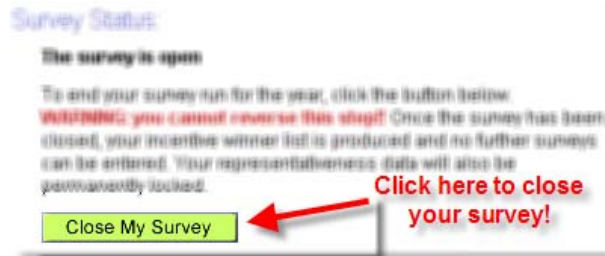 Survey Status:
The survey is open
To end your survey run for the year, click the button below.
WARNING: you cannot reverse this step!! Once the survey has been
closed, your incentive winner list is produced and no further surveys
can be entered. Your representativeness data will also be
permanently locked.
Click here to close
your survey!
Close My Survey